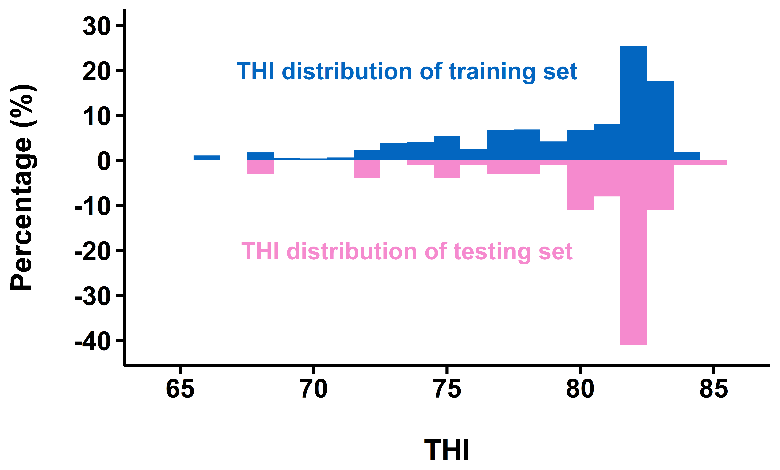 30
THI distribution of training set
20
10
0
-10
THI distribution of testing set
-20
-30
-40
Percentage (%)
65 70 75 80 85
THI